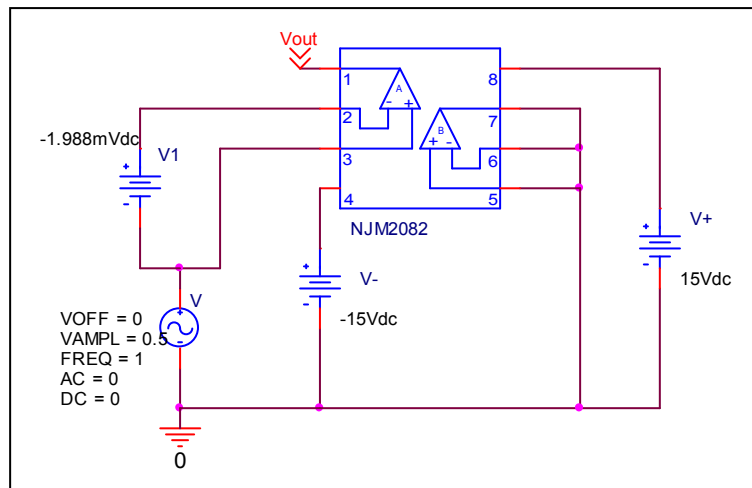 Vout
1
A
8
2
- +
7
-1.988mVdc
+
V1
-
B
+ -
3
6
4
5
NJM2082
+
V-
-
-15Vdc
V+
+
-
15Vdc
V
+
-
VOFF = 0
VAMPL = 0.5
FREQ = 1
AC = 0
DC = 0
0